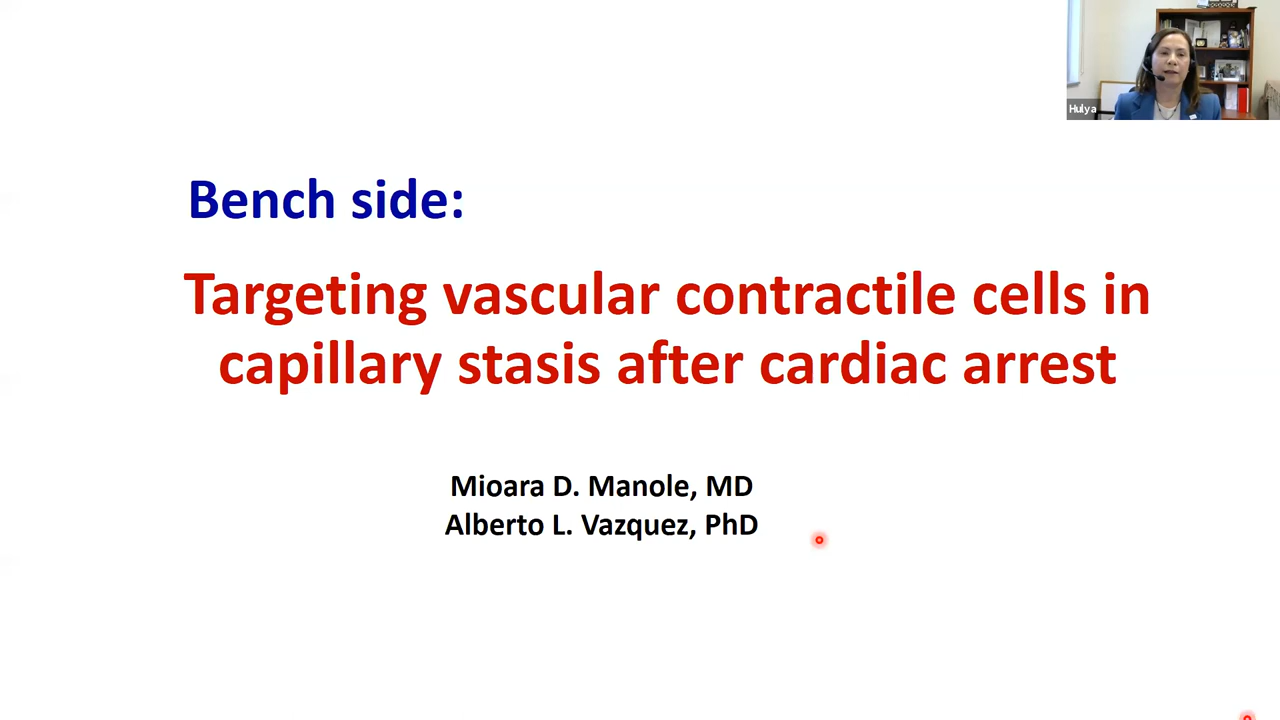 Hulya
Bench side:
Targeting vascular contractile cells in
capillary stasis after cardiac arrest
Mioara D. Manole, MD
Alberto L. Vazquez, PhD